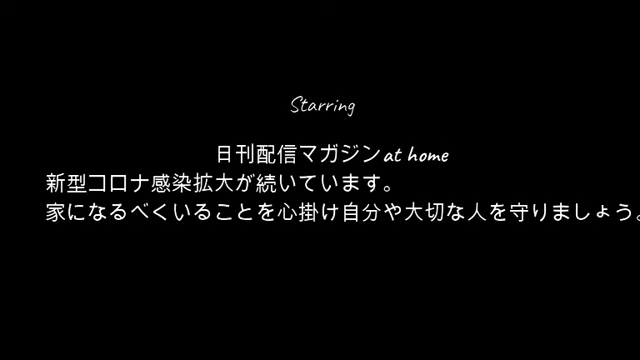 Starring
日刊配信マガジンat home
新型コロナ感染拡大が続いています。
家になるべくいることを心掛け自分や大切な人を守りましょう。